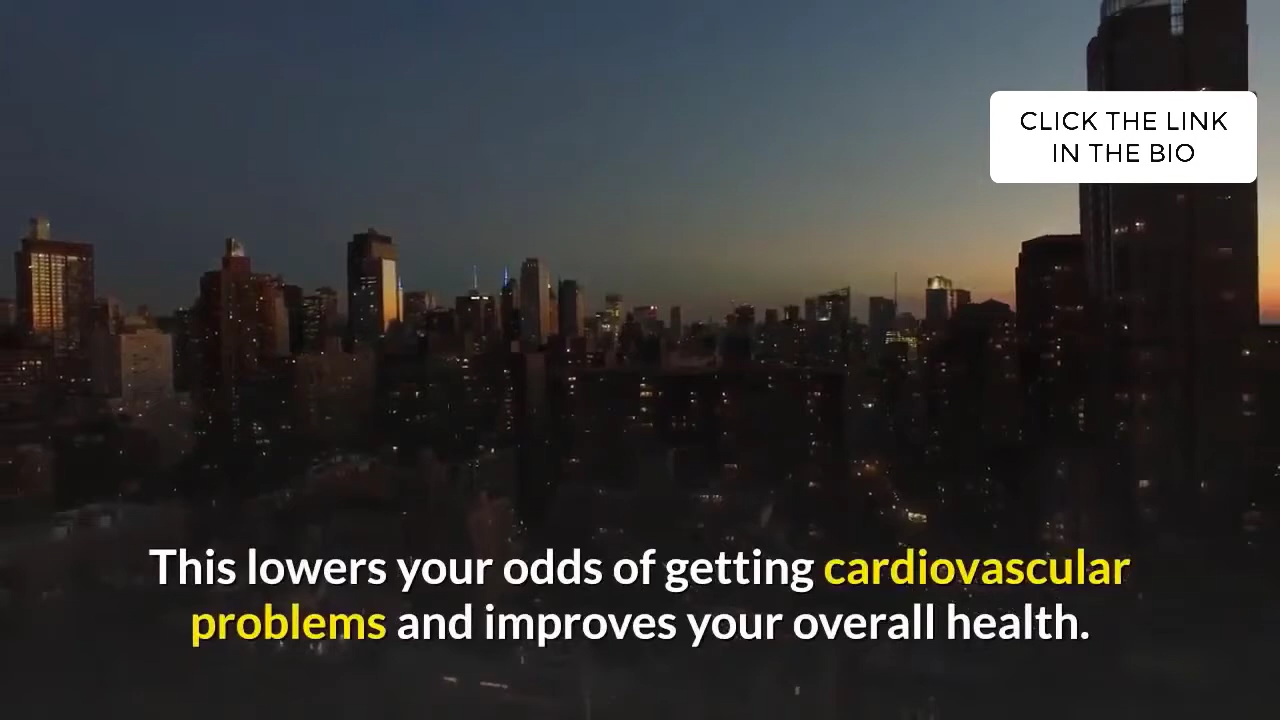 CLICK THE LINK
IN THE BIO
This lowers your odds of getting cardiovascular
problems and improves your overall health.